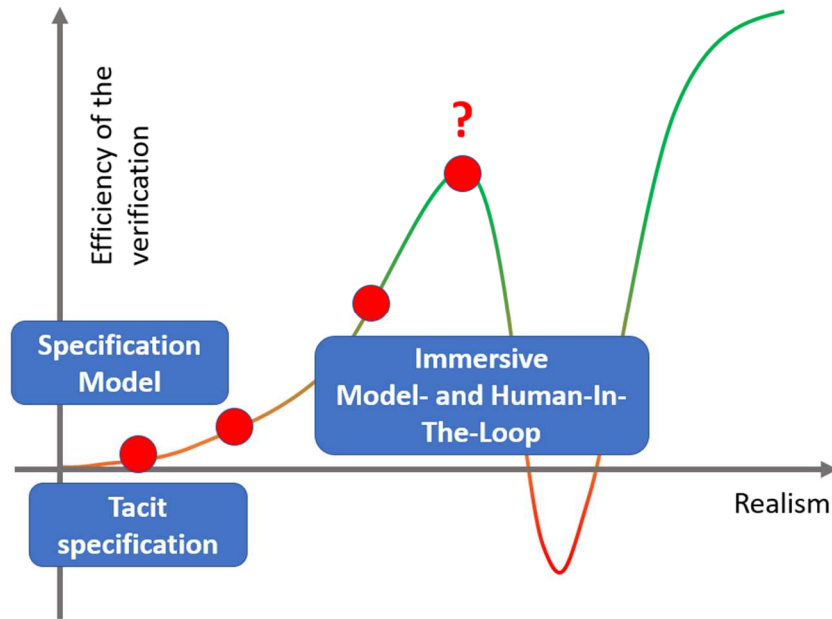 Efficiency of the
verification
?
Specification
Model
Immersive
Model- and Human-In-
The-Loop
Realism
Tacit
specification